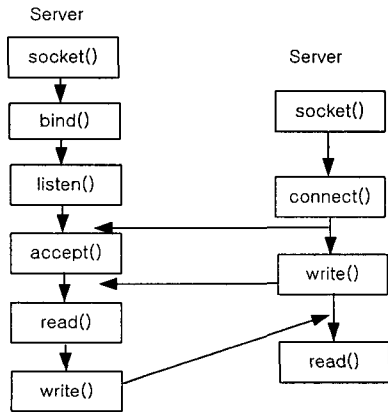 Server
socket()
bind()
listen()
accept()
read()
write()
Server
socket()
connect()
write()
read()